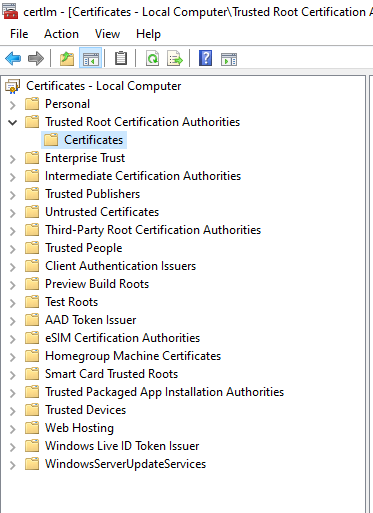 certlm - [Certificates - Local Computer\Trusted Root Certification A
File Action View Help
Certificates - Local Computer
Personal
Trusted Root Certification Authorities
Certificates
Enterprise Trust
Intermediate Certification Authorities
Trusted Publishers
Untrusted Certificates
Third-Party Root Certification Authorities
Trusted People
Client Authentication Issuers
Preview Build Roots
Test Roots
AAD Token Issuer
eSIM Certification Authorities
Homegroup Machine Certificates
Smart Card Trusted Roots
Trusted Packaged App Installation Authorities
Trusted Devices
Web Hosting
Windows Live ID Token Issuer
WindowsServerUpdateServices